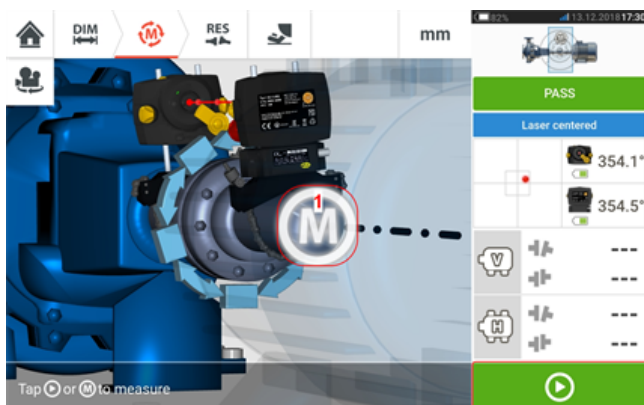 DIM
M
RES
mm
82%
13.12.2018 17:30
PASS
Laser centered
354.1°
354.5°
1
M
V
---
---
H
---
---
Tap or M to measure